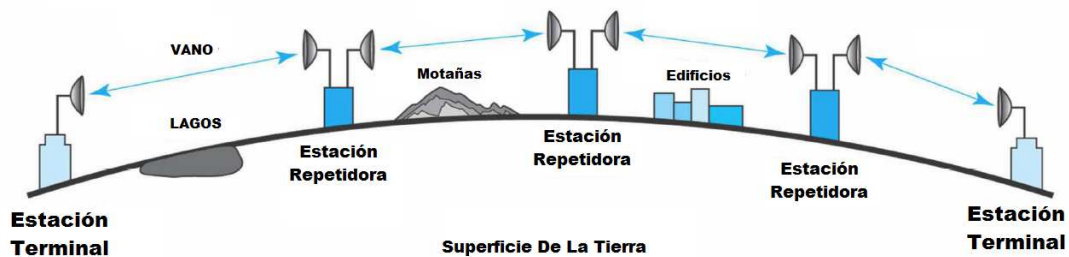 VANO
Motañas
Edificios
LAGOS
Estación
Repetidora
Estación
Repetidora
Estación
Repetidora
Estación
Terminal
Estación
Terminal
Superficie De La Tierra